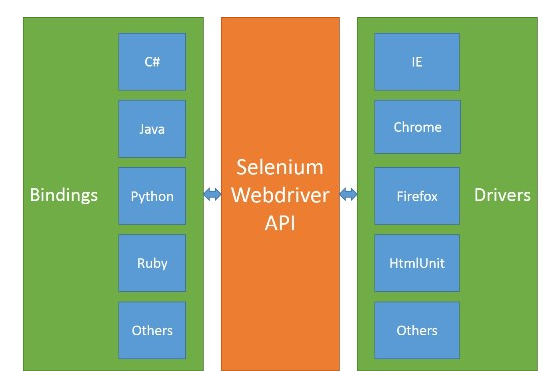 Bindings
C#
Java
Python
Ruby
Others
Selenium
Webdriver
API
IE
Chrome
Firefox
HtmlUnit
Others
Drivers